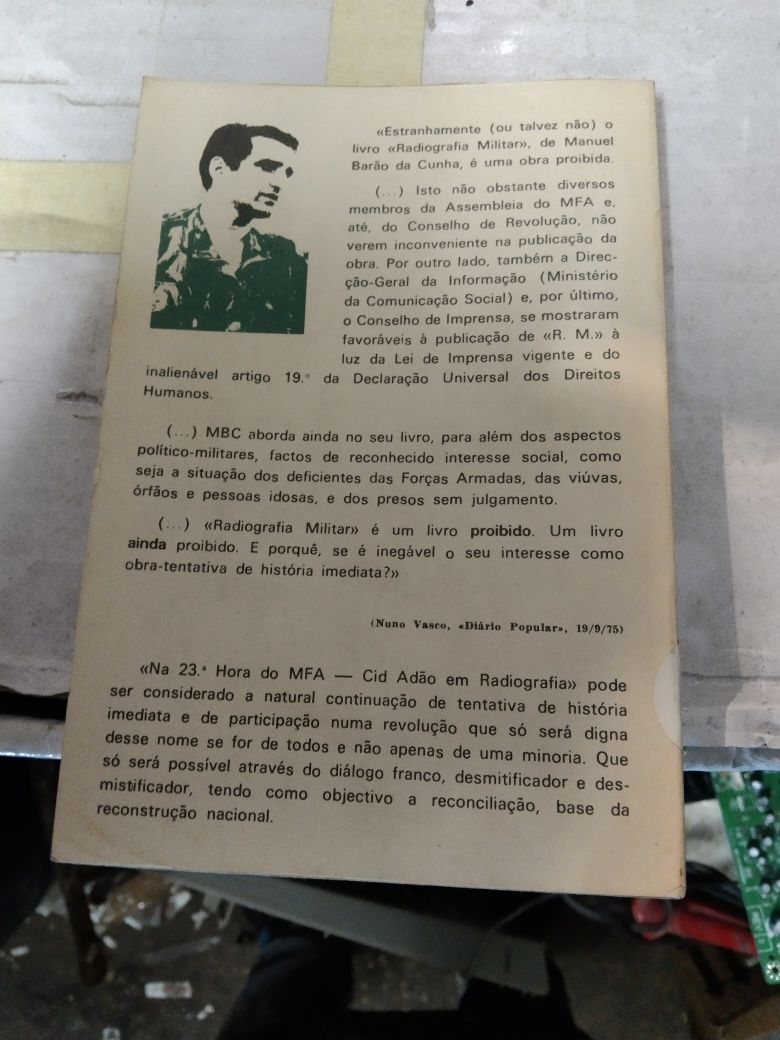 «Estranhamente (ou talvez não) o
livro «Radiografia Militar», de Manuel
Barão da Cunha, é uma obra proibida.
(...) Isto não obstante diversos
membros da Assembleia do MFA e,
até, do Conselho de Revolução, não
verem inconveniente na publicação da
obra. Por outro lado, também a Direc-
ção-Geral da Informação (Ministério
da Comunicação Social) e, por último,
o Conselho de Imprensa, se mostraram
favoráveis à publicação de «R. M.» à
luz da Lei de Imprensa vigente e do
inalienável artigo 19.º da Declaração Universal dos Direitos
Humanos.
(...) MBC aborda ainda no seu livro, para além dos aspectos
político-militares, factos de reconhecido interesse social, como
seja a situação dos deficientes das Forças Armadas, das viúvas,
órfãos e pessoas idosas, e dos presos sem julgamento.
(...) «Radiografia Militar» é um livro proibido. Um livro
ainda proibido. E porquê, se é inegável o seu interesse como
obra-tentativa de história imediata?»
(Nuno Vasco, «Diário Popular», 19/9/75)
«Na 23.ª Hora do MFA — Cid Adão em Radiografia» pode
ser considerado a natural continuação de tentativa de história
imediata e de participação numa revolução que só será digna
desse nome se for de todos e não apenas de uma minoria. Que
só será possível através do diálogo franco, desmitificador e des-
mistificador, tendo como objectivo a reconciliação, base da
reconstrução nacional.